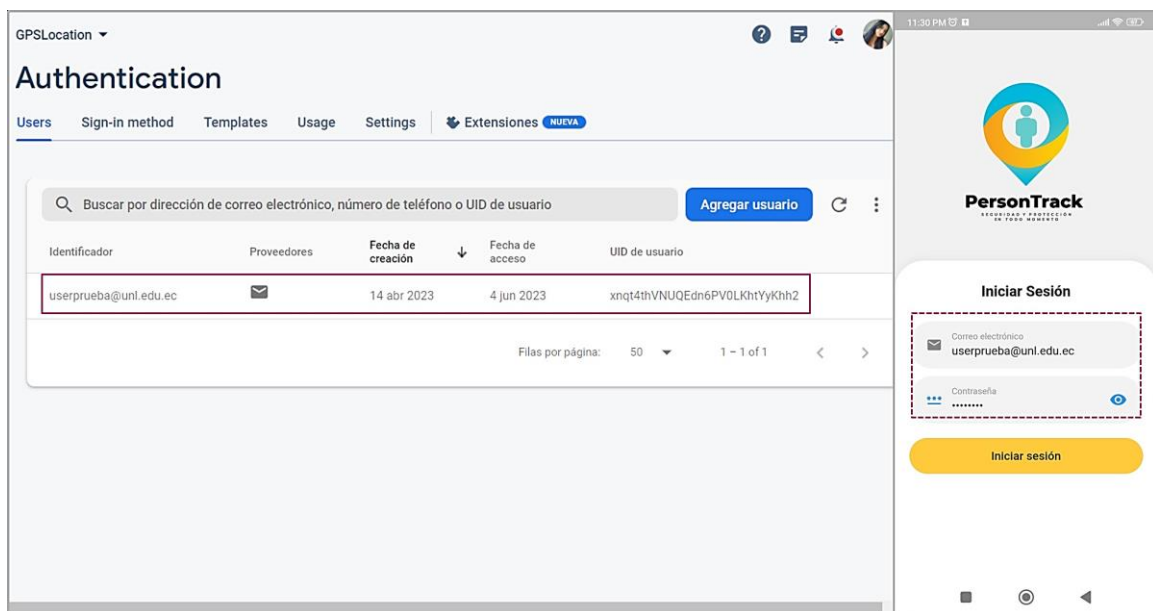 GPSLocation
Authentication
Users Sign-in method Templates Usage Settings Extensiones NUEVA
Buscar por dirección de correo electrónico, número de teléfono o UID de usuario Agregar usuario
Identificador Proveedores Fecha de creación Fecha de acceso UID de usuario
userprueba@unl.edu.ec 14 abr 2023 4 jun 2023 xnqt4thVNUQEdn6PV0LKhtYyKhh2
Filas por página: 50 1 – 1 of 1
11:30 PM
PersonTrack
SEGURIDAD Y PROTECCIÓN
EN TODO MOMENTO
Iniciar Sesión
Correo electrónico
userprueba@unl.edu.ec
Contraseña
••••••••
Iniciar sesión